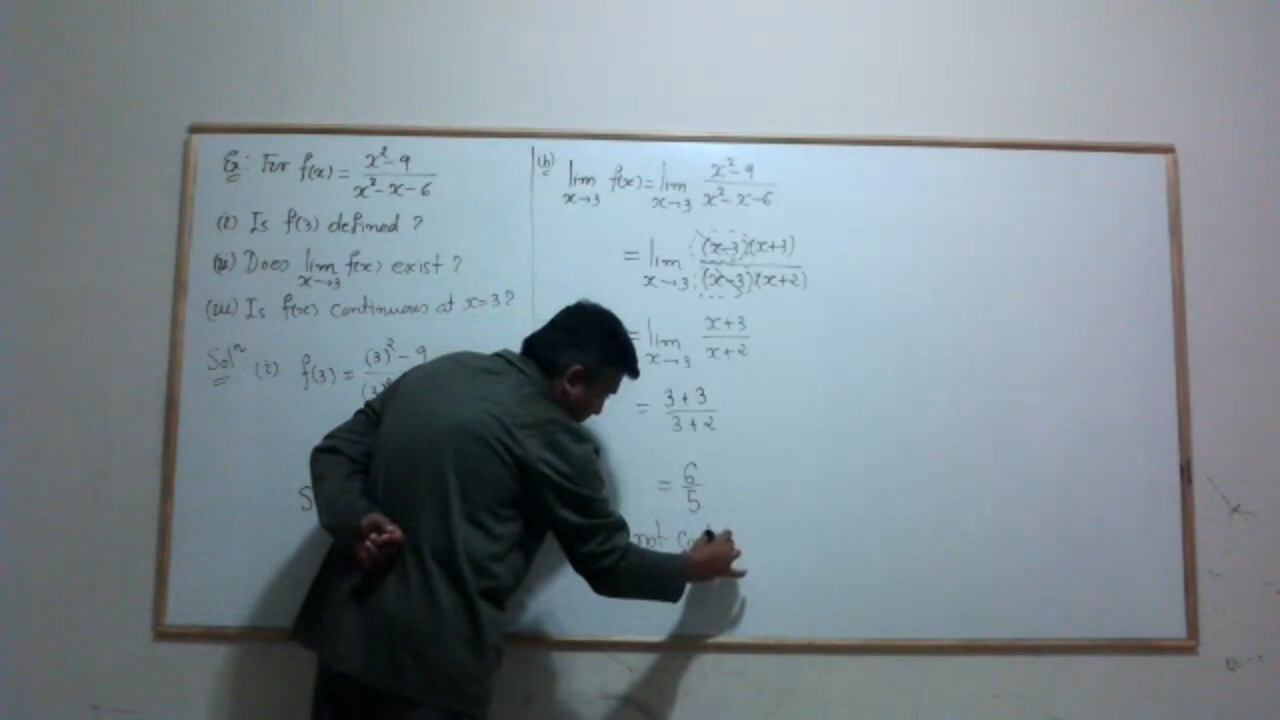 Ex: For f(x) = (x² - 9)/(x² - x - 6)
(i) Is f(3) defined?
(ii) Does lim x→3 f(x) exist?
(iii) Is f(x) continuous at x=3?
Solⁿ (i) f(3) = (3)² - 9
(ii) lim x→3 f(x) = lim x→3 (x² - 9)/(x² - x - 6)
= lim x→3 (x-3)(x+3)/(x-3)(x+2)
= lim x→3 (x+3)/(x+2)
= (3+3)/(3+2)
= 6/5
not